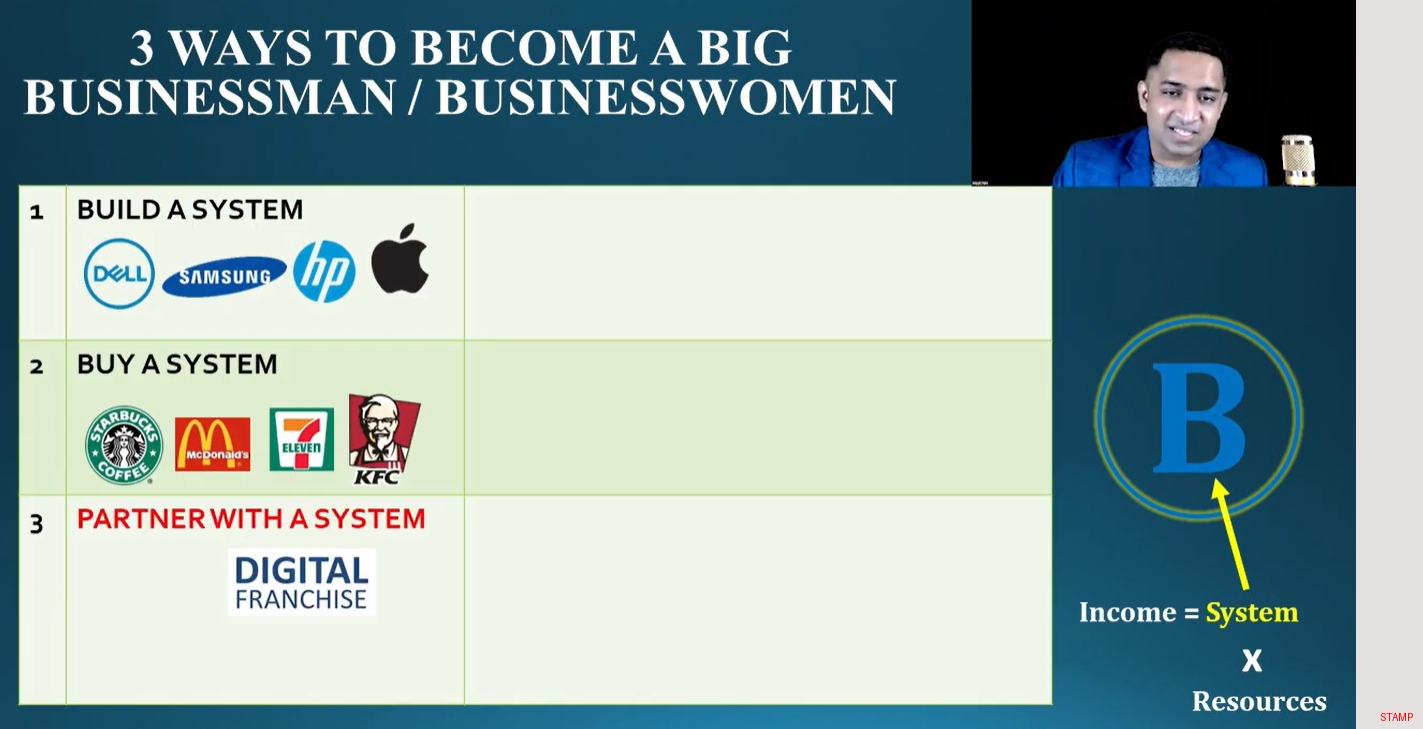 3 WAYS TO BECOME A BIG
BUSINESSMAN / BUSINESSWOMEN
1 BUILD A SYSTEM
DELL SAMSUNG hp
2 BUY A SYSTEM
STARBUCKS COFFEE McDonald's 7 ELEVEN KFC
3 PARTNER WITH A SYSTEM
DIGITAL
FRANCHISE
B
Income = System
X
Resources
STAMP